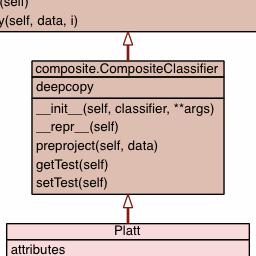 (self)
(self, data, i)
composite.CompositeClassifier
deepcopy
__init__(self, classifier, **args)
__repr__(self)
preproject(self, data)
getTest(self)
setTest(self)
Platt
attributes